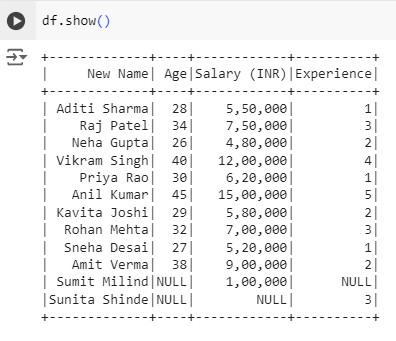 df.show()
+-------------+----+------------+----------+
|     New Name| Age|Salary (INR)|Experience|
+-------------+----+------------+----------+
| Aditi Sharma|  28|    5,50,000|         1|
|    Raj Patel|  34|    7,50,000|         3|
|   Neha Gupta|  26|    4,80,000|         2|
| Vikram Singh|  40|   12,00,000|         4|
|    Priya Rao|  30|    6,20,000|         1|
|   Anil Kumar|  45|   15,00,000|         5|
| Kavita Joshi|  29|    5,80,000|         2|
|  Rohan Mehta|  32|    7,00,000|         3|
| Sneha Desai|  27|    5,20,000|         1|
|   Amit Verma|  38|    9,00,000|         2|
| Sumit Milind|NULL|    1,00,000|      NULL|
|Sunita Shinde|NULL|        NULL|         3|
+-------------+----+------------+----------+